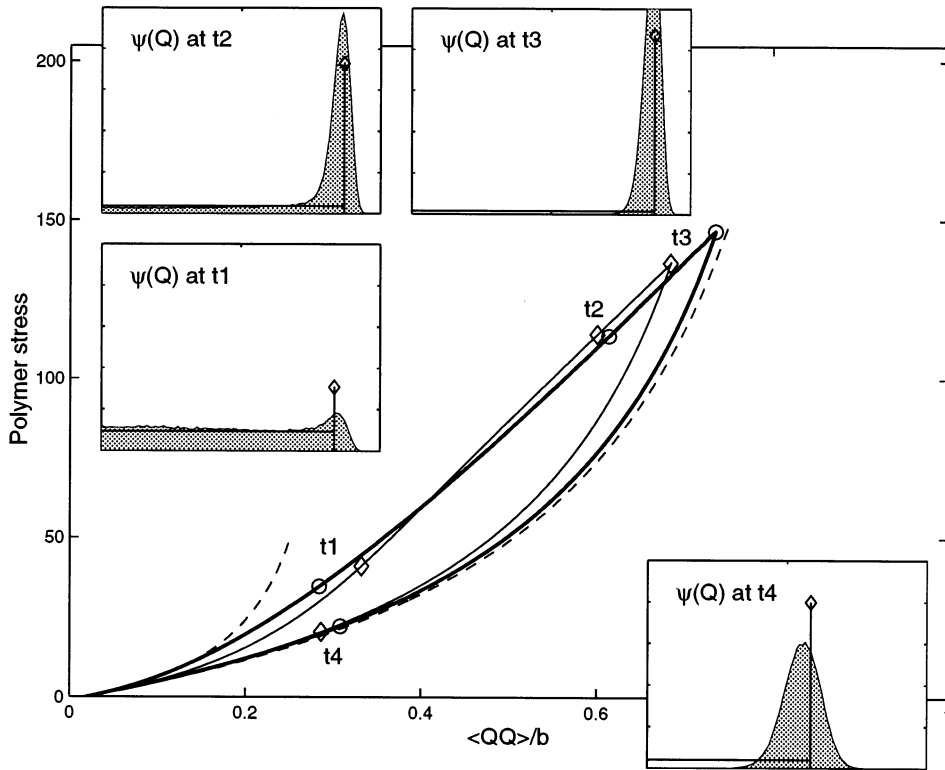 ψ(Q) at t2
ψ(Q) at t3
200
150
t3
ψ(Q) at t1
t2
100
Polymer stress
50
t1
ψ(Q) at t4
t4
0
0
0.2
0.4
0.6
<QQ>/b